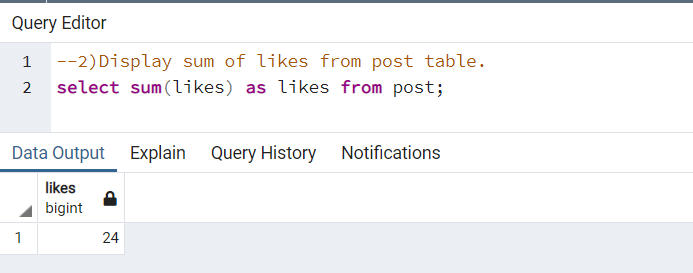 Query Editor
1 --2)Display sum of likes from post table.
2 select sum(likes) as likes from post;
Data Output Explain Query History Notifications
likes
bigint
1 24